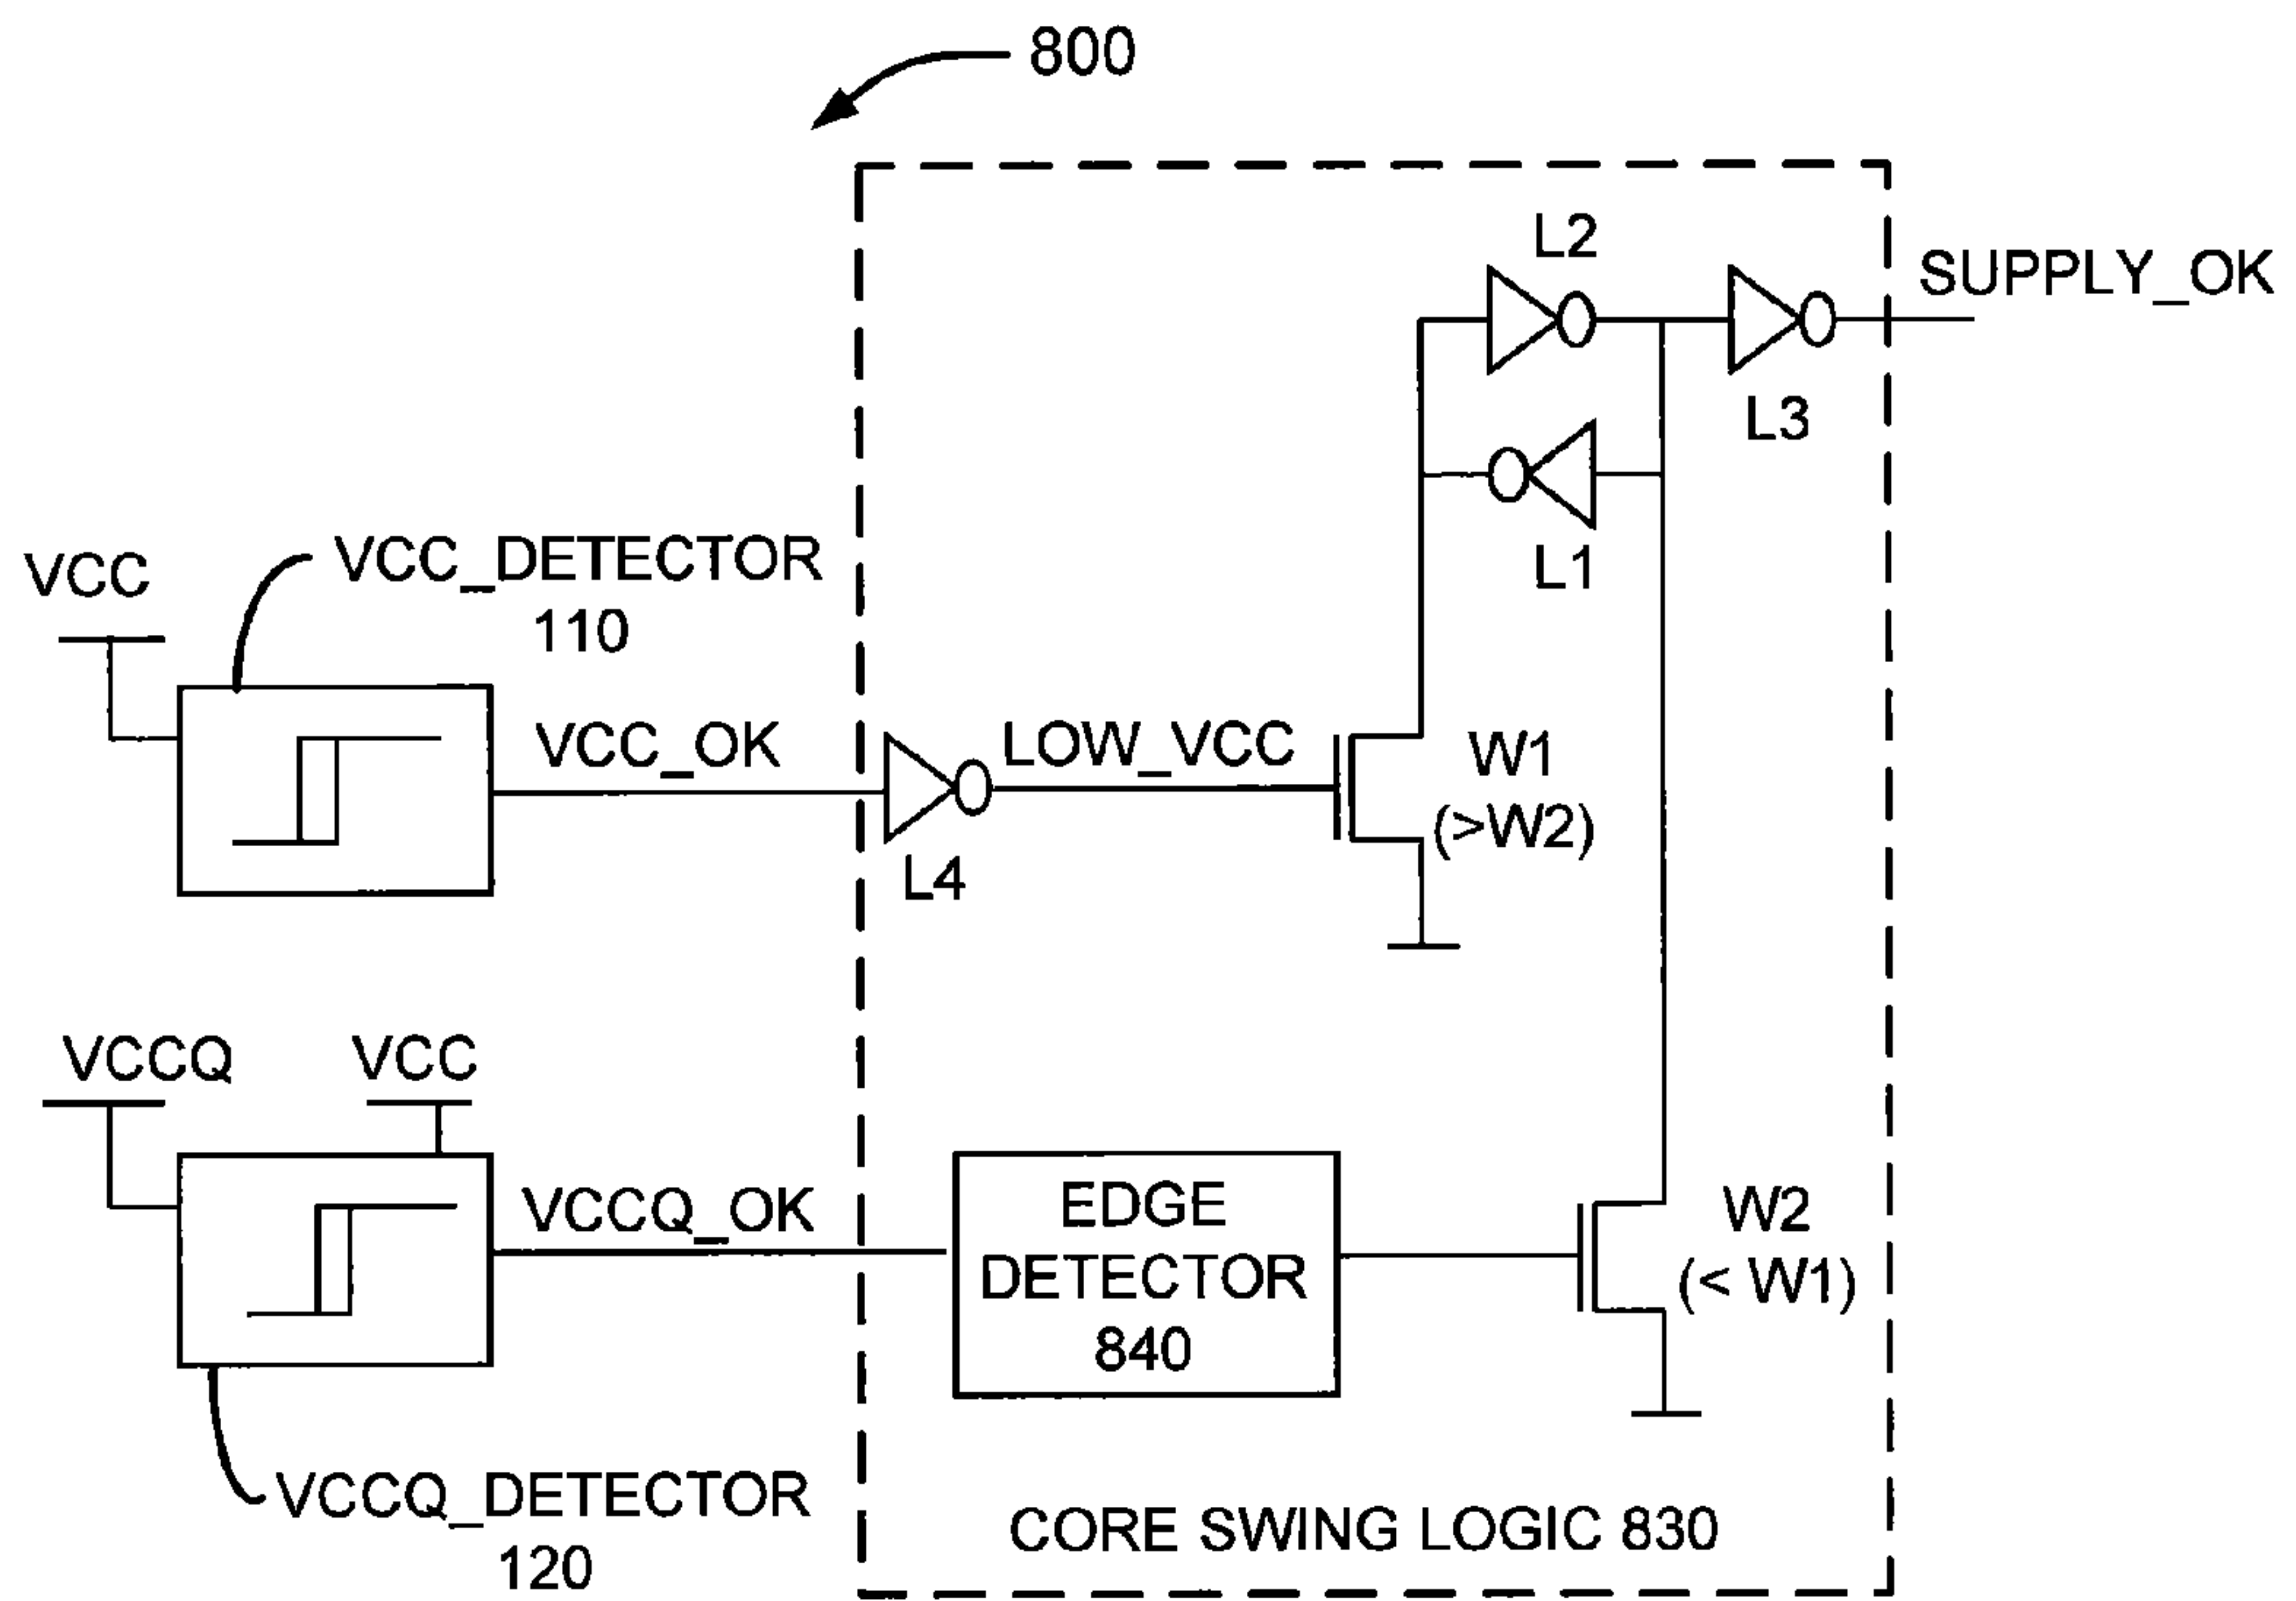 800
L2
SUPPLY_OK
L3
L1
VCC
VCC_DETECTOR
110
VCC_OK
LOW_VCC
W1
(>W2)
L4
VCCQ
VCC
VCCQ_OK
EDGE
DETECTOR
840
W2
(< W1)
VCCQ_DETECTOR
120
CORE SWING LOGIC 830